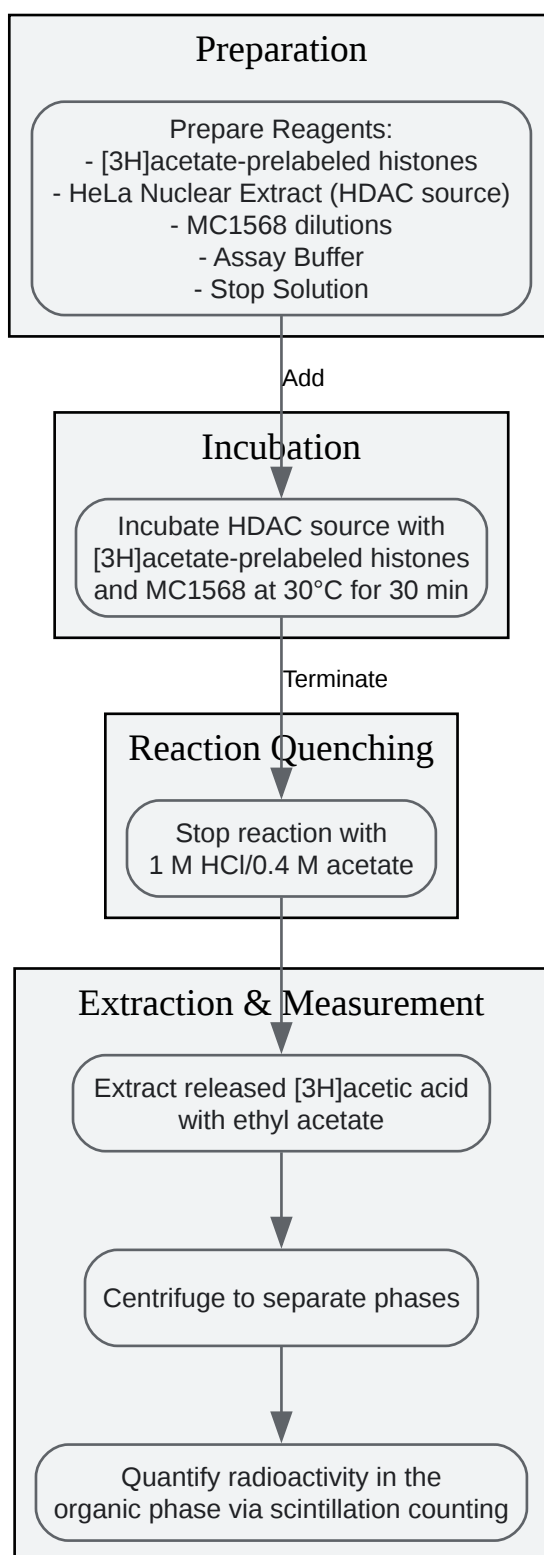 Preparation
Prepare Reagents:
- [3H]acetate-prelabeled histones
- HeLa Nuclear Extract (HDAC source)
- MC1568 dilutions
- Assay Buffer
- Stop Solution
Add
Incubation
Incubate HDAC source with
[3H]acetate-prelabeled histones
and MC1568 at 30°C for 30 min
Terminate
Reaction Quenching
Stop reaction with
1 M HCl/0.4 M acetate
Extraction & Measurement
Extract released [3H]acetic acid
with ethyl acetate
Centrifuge to separate phases
Quantify radioactivity in the
organic phase via scintillation counting